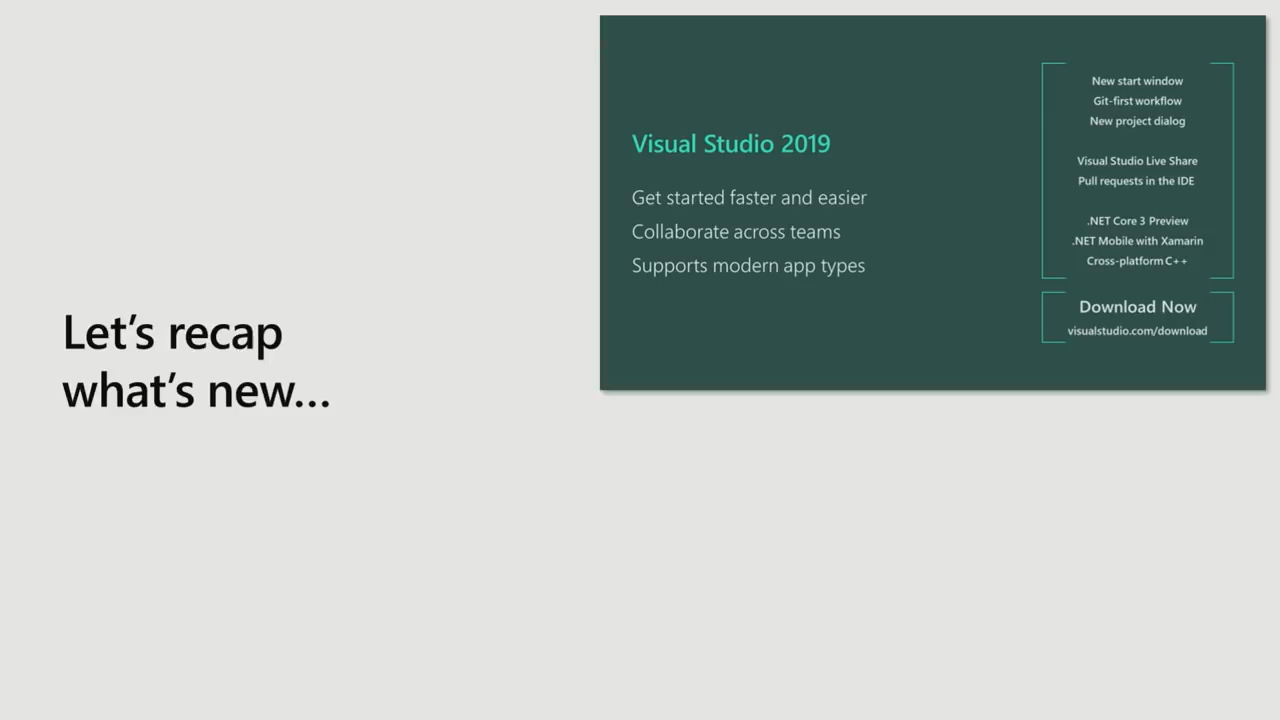 Let's recap
what's new...
Visual Studio 2019
Get started faster and easier
Collaborate across teams
Supports modern app types
New start window
Git-first workflow
New project dialog
Visual Studio Live Share
Pull requests in the IDE
.NET Core 3 Preview
.NET Mobile with Xamarin
Cross-platform C++
Download Now
visualstudio.com/download